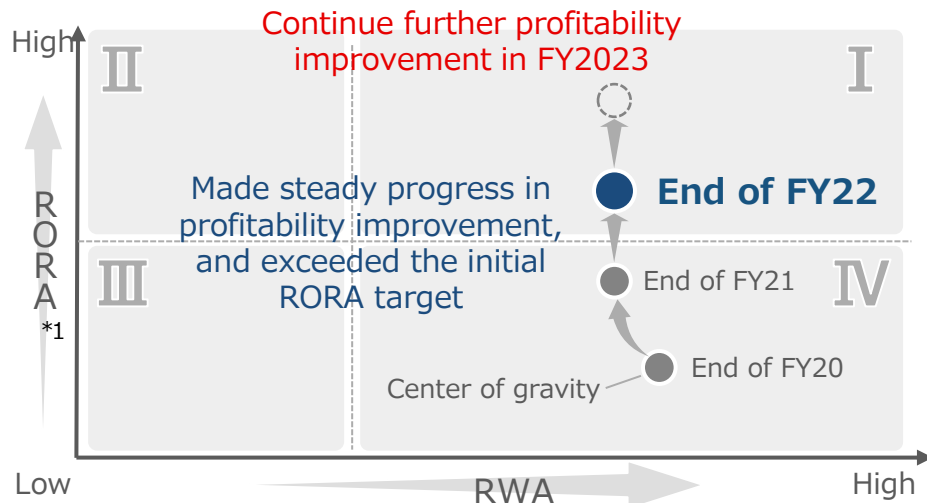 Continue further profitability
improvement in FY2023
High
Ⅱ
Ⅰ
Made steady progress in
profitability improvement,
and exceeded the initial
RORA target
End of FY22
RORA
*1
Ⅲ
Ⅳ
End of FY21
End of FY20
Center of gravity
Low
RWA
High